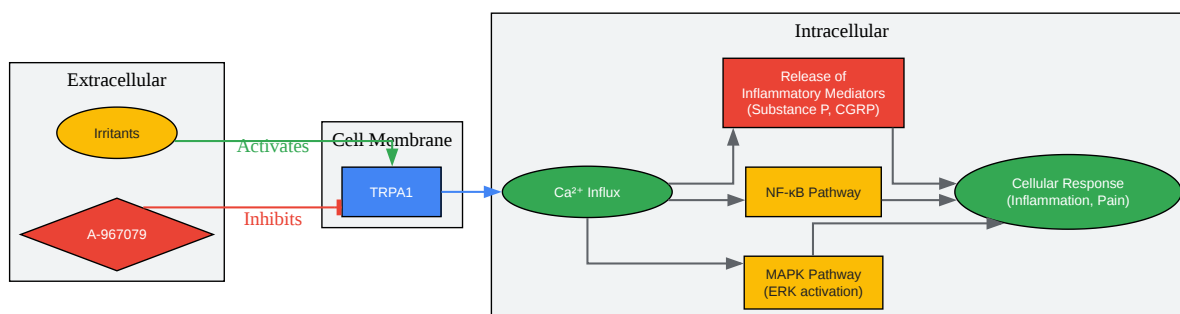 Extracellular
Irritants
A-967079
Activates
Inhibits
Cell Membrane
TRPA1
Intracellular
Release of
Inflammatory Mediators
(Substance P, CGRP)
Ca²⁺ Influx
NF-κB Pathway
MAPK Pathway
(ERK activation)
Cellular Response
(Inflammation, Pain)